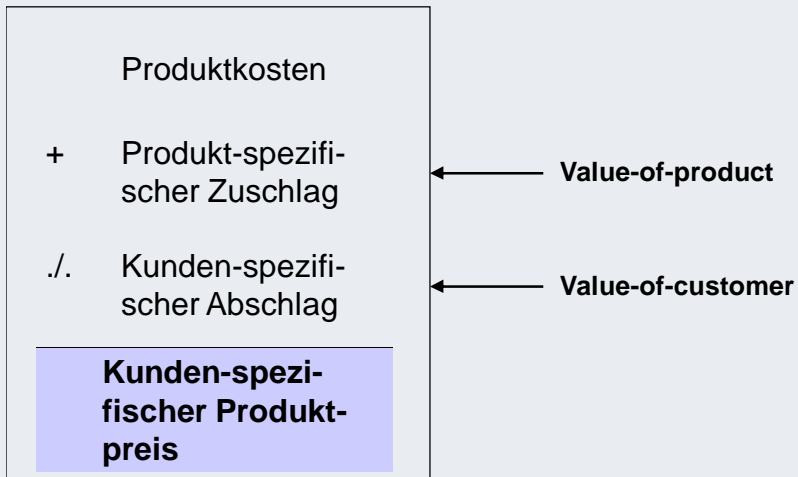 Produktkosten
+ Produkt-spezifi-
scher Zuschlag
Value-of-product
./. Kunden-spezifi-
scher Abschlag
Value-of-customer
Kunden-spezi-
fischer Produkt-
preis